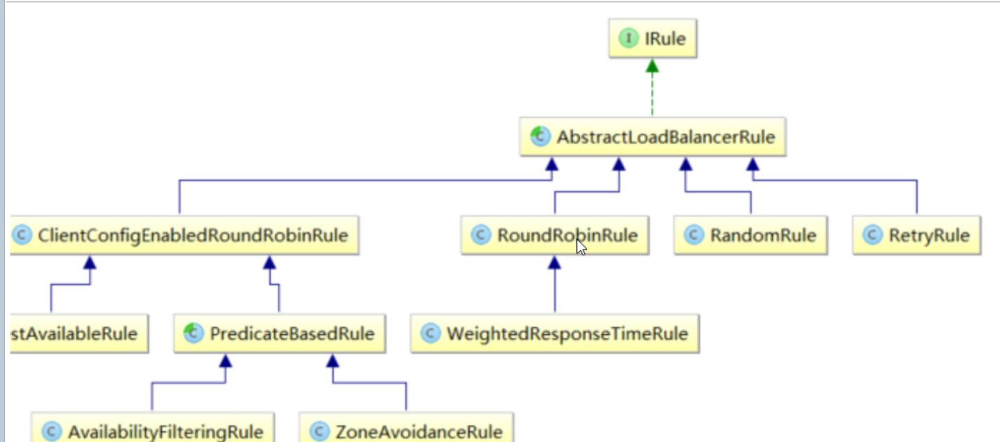 I IRule
C AbstractLoadBalancerRule
C ClientConfigEnabledRoundRobinRule
C RoundRobinRule
C RandomRule
C RetryRule
stAvailableRule
C PredicateBasedRule
C WeightedResponseTimeRule
C AvailabilityFilteringRule
C ZoneAvoidanceRule